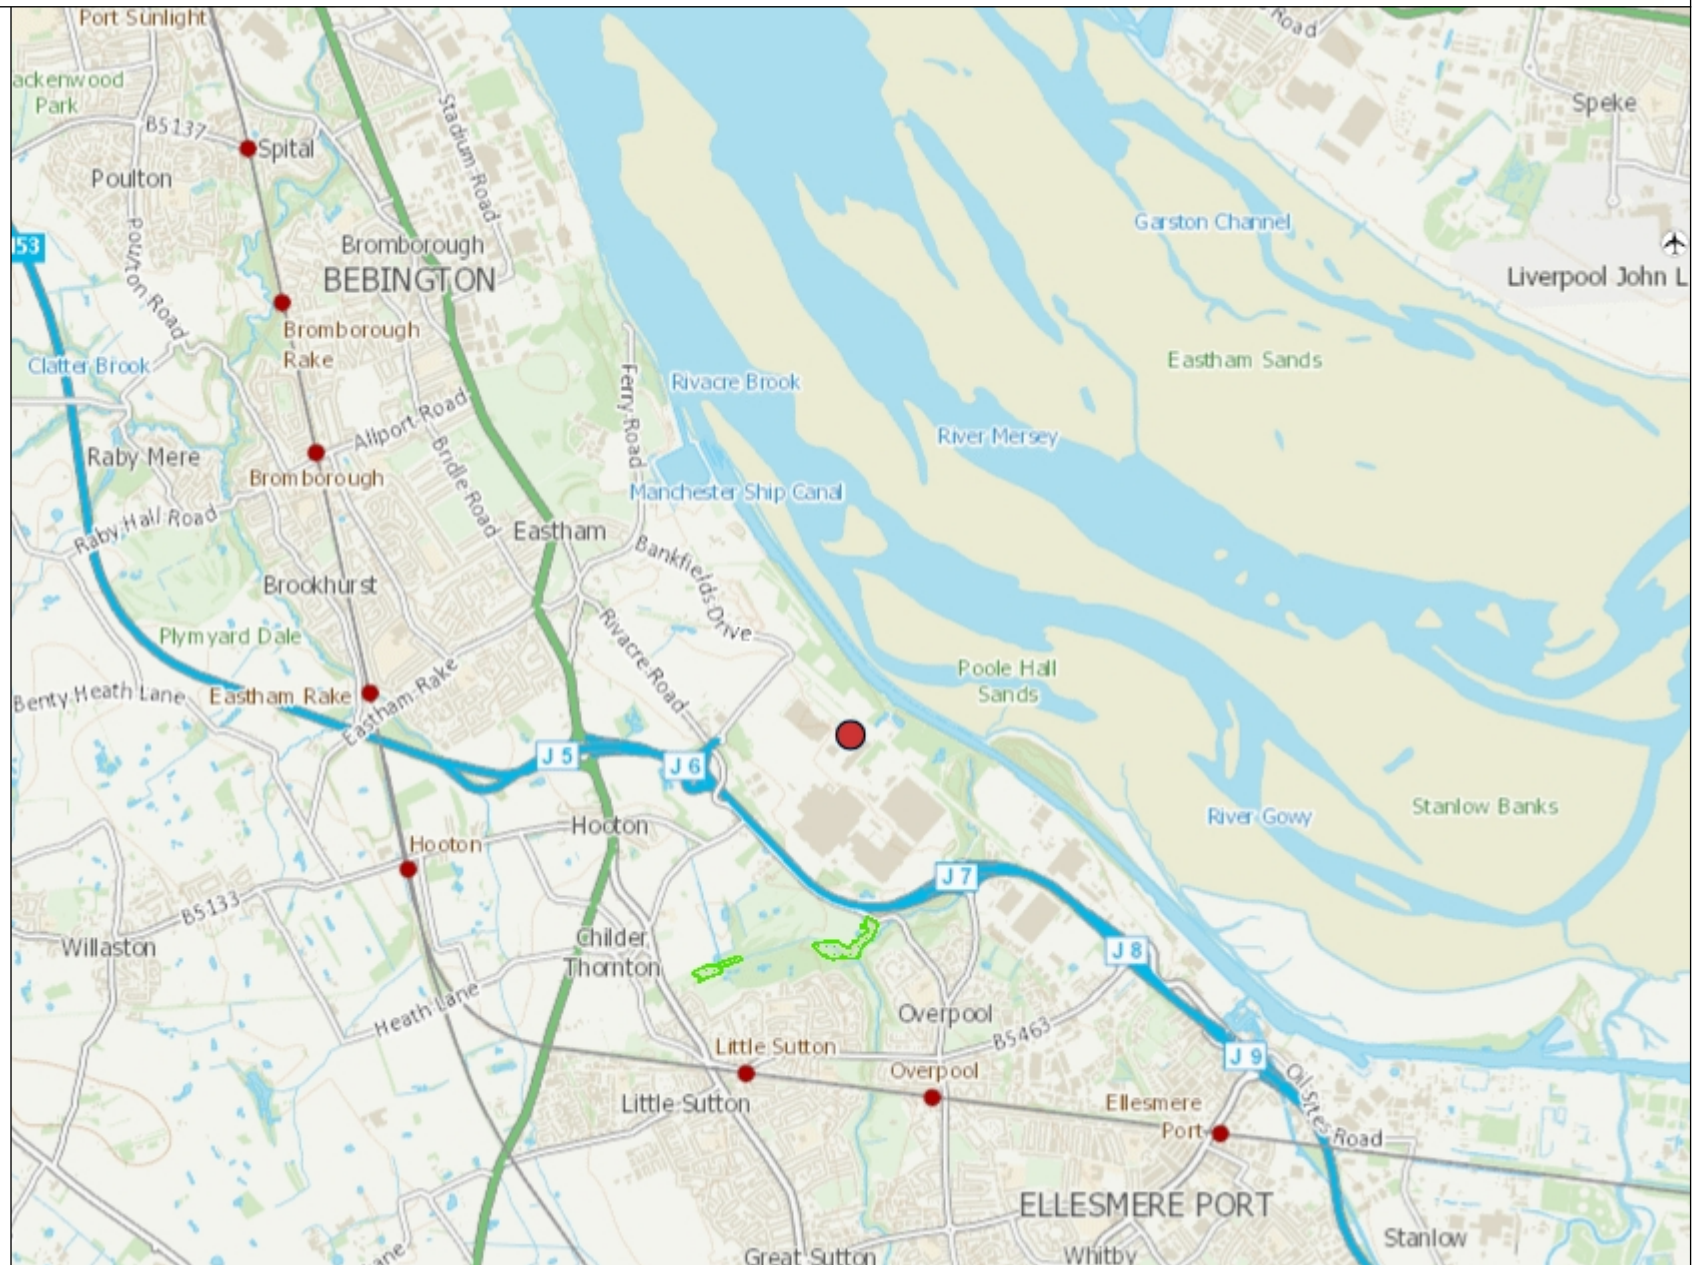 Port Sunlight
Road
ackenwood
Park
Stadium Road
Speke
B5137
Spital
Poulton
Garston Channel
Bromborough
53
BEBINGTON
Liverpool John L
Poulton Road
Bromborough
Rake
Clatter Brook
Eastham Sands
Rivacre Brook
Ferry Road
Allport Road
River Mersey
Raby Mere
Bridle Road
Bromborough
Manchester Ship Canal
Raby Hall Road
Eastham
Bankfields Drive
Brookhurst
Plymyard Dale
Rivacre Road
Poole Hall
Sands
Benty Heath Lane
Eastham Rake
Eastham Rake
J 5
J 6
River Gowy
Stanlow Banks
Hooton
Hooton
J 7
B5133
Willaston
Childer
Thornton
J 8
Heath Lane
Overpool
B5463
Little Sutton
J 9
Overpool
Oil Sites Road
Little Sutton
Ellesmere
Port
ELLESMERE PORT
Stanlow
ane
Great Sutton
Whitby